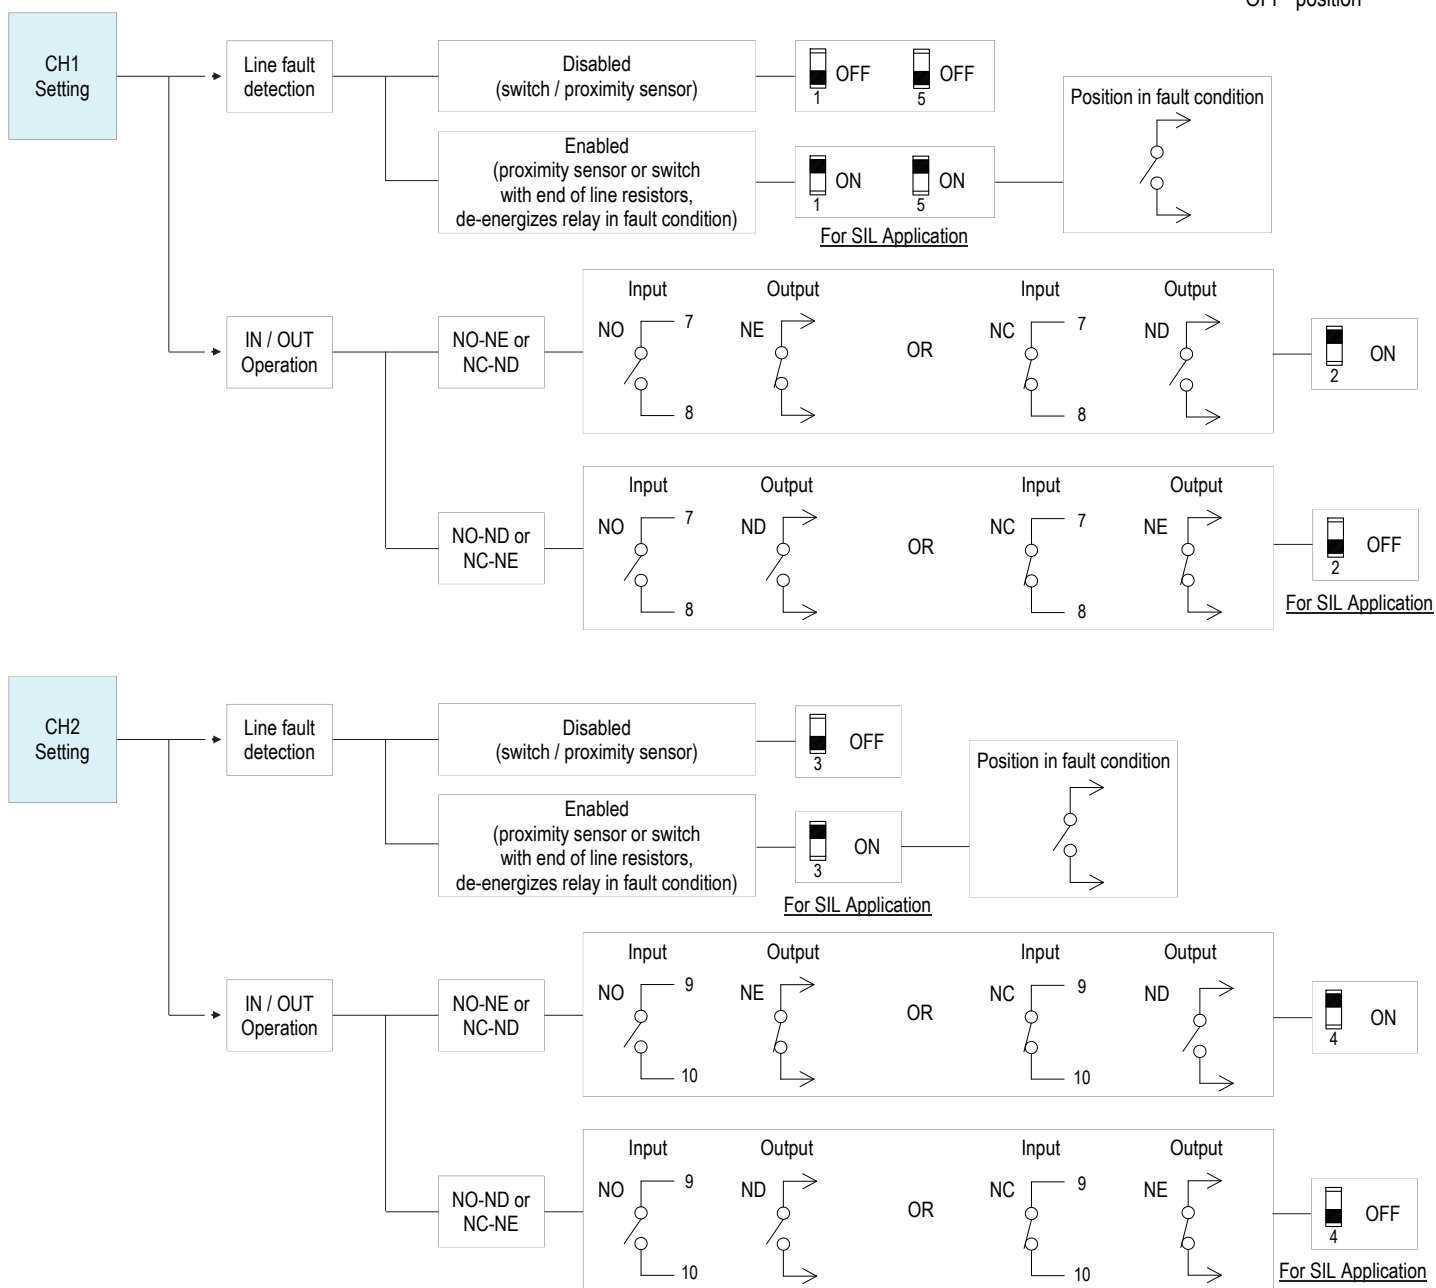 position
CH1
Setting
Line fault
detection
Disabled
(switch / proximity sensor)
1
OFF
5
OFF
Enabled
(proximity sensor or switch
with end of line resistors,
de-energizes relay in fault condition)
1
ON
5
ON
For SIL Application
Position in fault condition
IN / OUT
Operation
NO-NE or
NC-ND
Input
Output
NO
7
8
NE
OR
Input
Output
NC
7
8
ND
2
ON
NO-ND or
NC-NE
Input
Output
NO
7
8
ND
OR
Input
Output
NC
7
8
NE
2
OFF
For SIL Application
CH2
Setting
Line fault
detection
Disabled
(switch / proximity sensor)
3
OFF
Enabled
(proximity sensor or switch
with end of line resistors,
de-energizes relay in fault condition)
3
ON
For SIL Application
Position in fault condition
IN / OUT
Operation
NO-NE or
NC-ND
Input
Output
NO
9
10
NE
OR
Input
Output
NC
9
10
ND
4
ON
NO-ND or
NC-NE
Input
Output
NO
9
10
ND
OR
Input
Output
NC
9
10
NE
4
OFF
For SIL Application